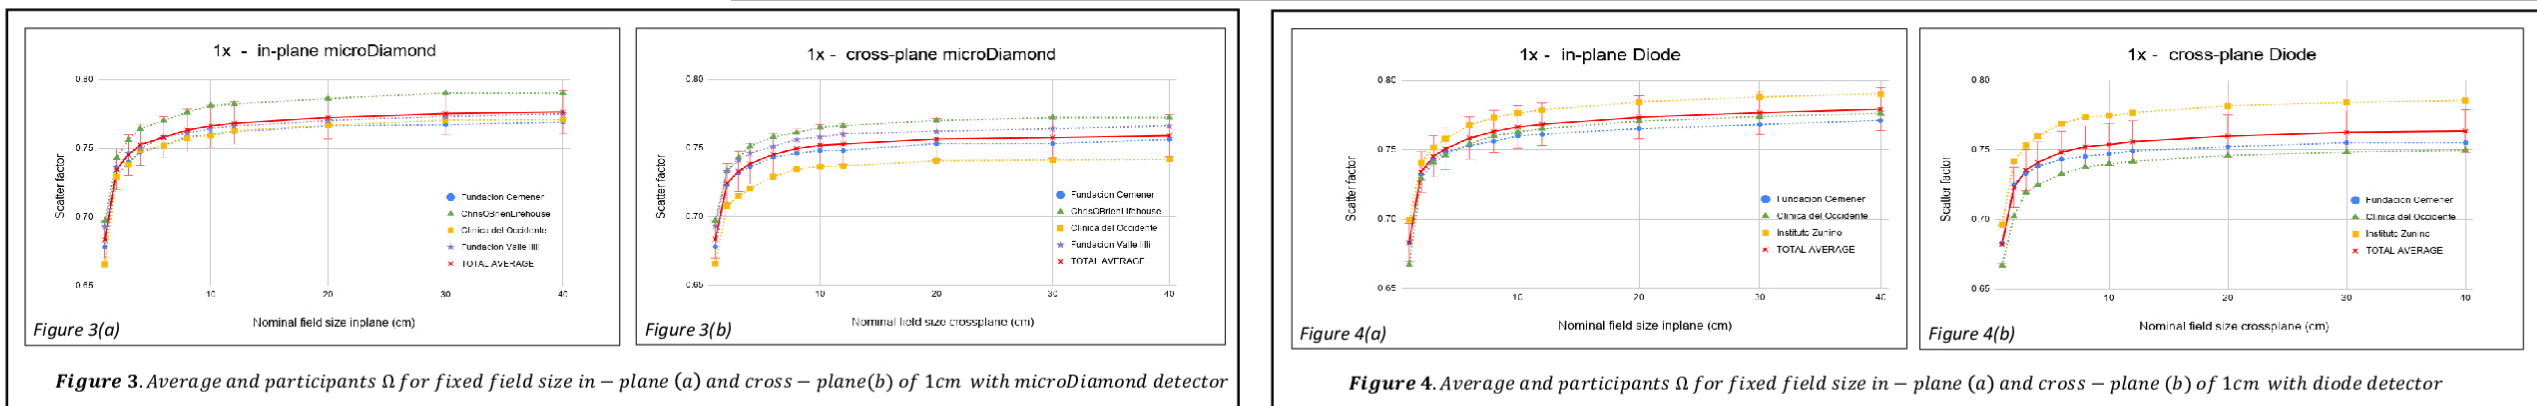 1x - in-plane microDiamond
0.80
0.75
0.70
0.65
Scatter factor
10
20
30
40
Nominal field size inplane (cm)
Fundacion Cemener
ChrisOBrienLifehouse
Clinica del Occidente
Fundacion Valle lilli
TOTAL AVERAGE
Figure 3(a)
1x - cross-plane microDiamond
0.80
0.75
0.70
0.65
Scatter factor
10
20
30
40
Nominal field size crossplane (cm)
Fundacion Cemener
ChrisOBrienLifehouse
Clinica del Occidente
Fundacion Valle lilli
TOTAL AVERAGE
Figure 3(b)
Figure 3. Average and participants Ω for fixed field size in − plane (a) and cross − plane(b) of 1cm with microDiamond detector
1x - in-plane Diode
0.80
0.75
0.70
0.65
Scatter factor
10
20
30
40
Nominal field size inplane (cm)
Fundacion Cemener
Clinica del Occidente
Instituto Zunino
TOTAL AVERAGE
Figure 4(a)
1x - cross-plane Diode
0.80
0.75
0.70
0.65
Scatter factor
10
20
30
40
Nominal field size crossplane (cm)
Fundacion Cemener
Clinica del Occidente
Instituto Zunino
TOTAL AVERAGE
Figure 4(b)
Figure 4. Average and participants Ω for fixed field size in − plane (a) and cross − plane (b) of 1cm with diode detector